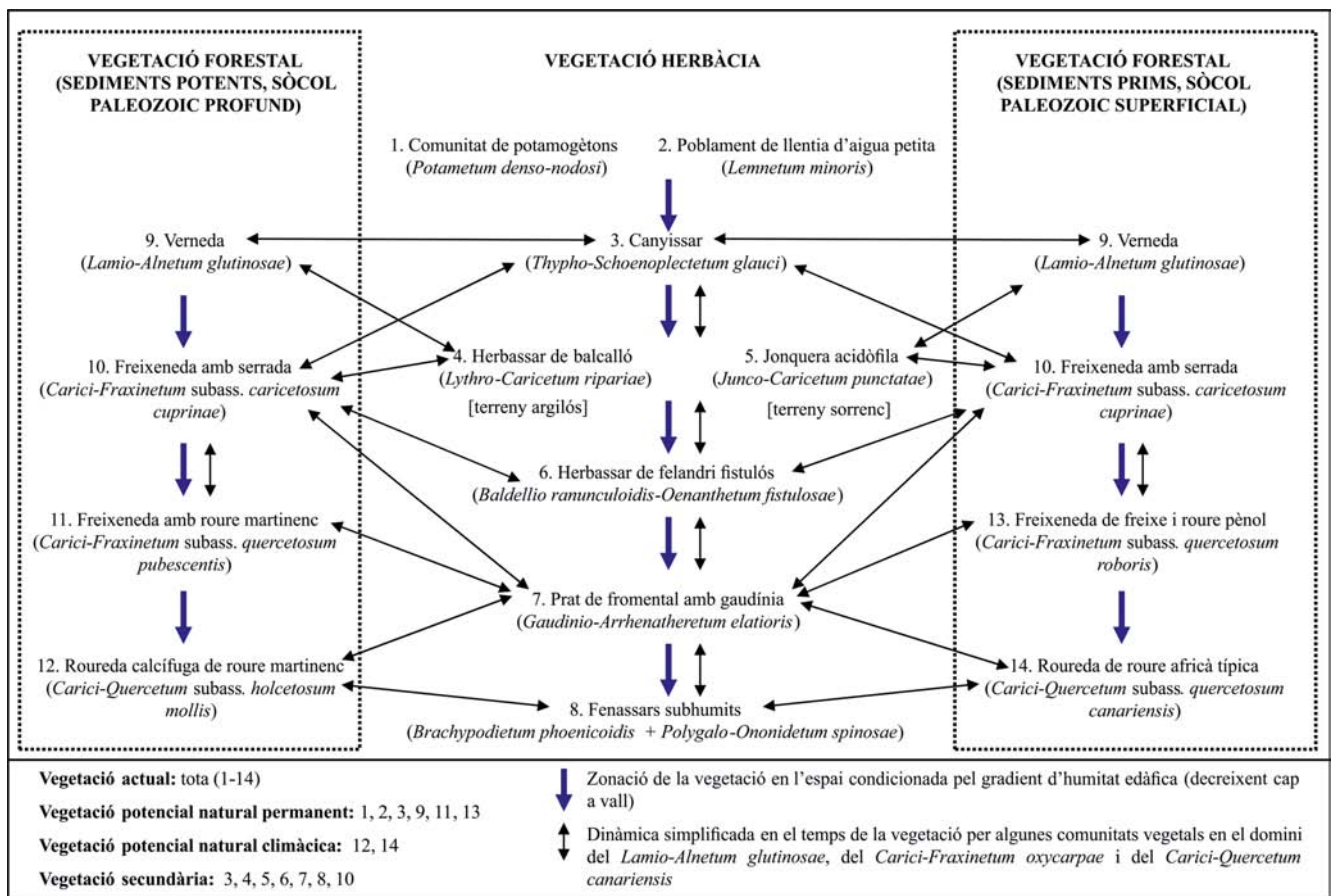 VEGETACIÓ FORESTAL
(SEDIMENTS POTENTS, SÒCOL
PALEOZOIC PROFUND)
VEGETACIÓ HERBÀCIA
VEGETACIÓ FORESTAL
(SEDIMENTS PRIMS, SÒCOL
PALEOZOIC SUPERFICIAL)
1. Comunitat de potamogètons
(Potametum denso-nodosi)
2. Poblament de llentia d'aigua petita
(Lemnetum minoris)
9. Verneda
(Lamio-Alnetum glutinosae)
3. Canyissar
(Thypho-Schoenoplectetum glauci)
9. Verneda
(Lamio-Alnetum glutinosae)
10. Freixeneda amb serrada
(Carici-Fraxinetum subass. caricetosum
cuprinae)
4. Herbassar de balcalló
(Lythro-Caricetum ripariae)
[terreny argilós]
5. Jonquera acidòfila
(Junco-Caricetum punctatae)
[terreny sorrenc]
10. Freixeneda amb serrada
(Carici-Fraxinetum subass. caricetosum
cuprinae)
6. Herbassar de felandri fistulós
(Baldellio ranunculoidis-Oenanthetum fistulosae)
11. Freixeneda amb roure martinenc
(Carici-Fraxinetum subass. quercetosum
pubescentis)
13. Freixeneda de freixe i roure pènol
(Carici-Fraxinetum subass. quercetosum
roboris)
7. Prat de fromental amb gaudínia
(Gaudinio-Arrhenatheretum elatioris)
12. Roureda calcífuga de roure martinenc
(Carici-Quercetum subass. holcetosum
mollis)
14. Roureda de roure africà típica
(Carici-Quercetum subass. quercetosum
canariensis)
8. Fenassars subhumits
(Brachypodietum phoenicoidis + Polygalo-Ononidetum spinosae)
Vegetació actual: tota (1-14)
Vegetació potencial natural permanent: 1, 2, 3, 9, 11, 13
Vegetació potencial natural climàcica: 12, 14
Vegetació secundària: 3, 4, 5, 6, 7, 8, 10
Zonació de la vegetació en l'espai condicionada pel gradient d'humitat edàfica (decreixent cap
a vall)
Dinàmica simplificada en el temps de la vegetació per algunes comunitats vegetals en el domini
del Lamio-Alnetum glutinosae, del Carici-Fraxinetum oxycarpae i del Carici-Quercetum
canariensis